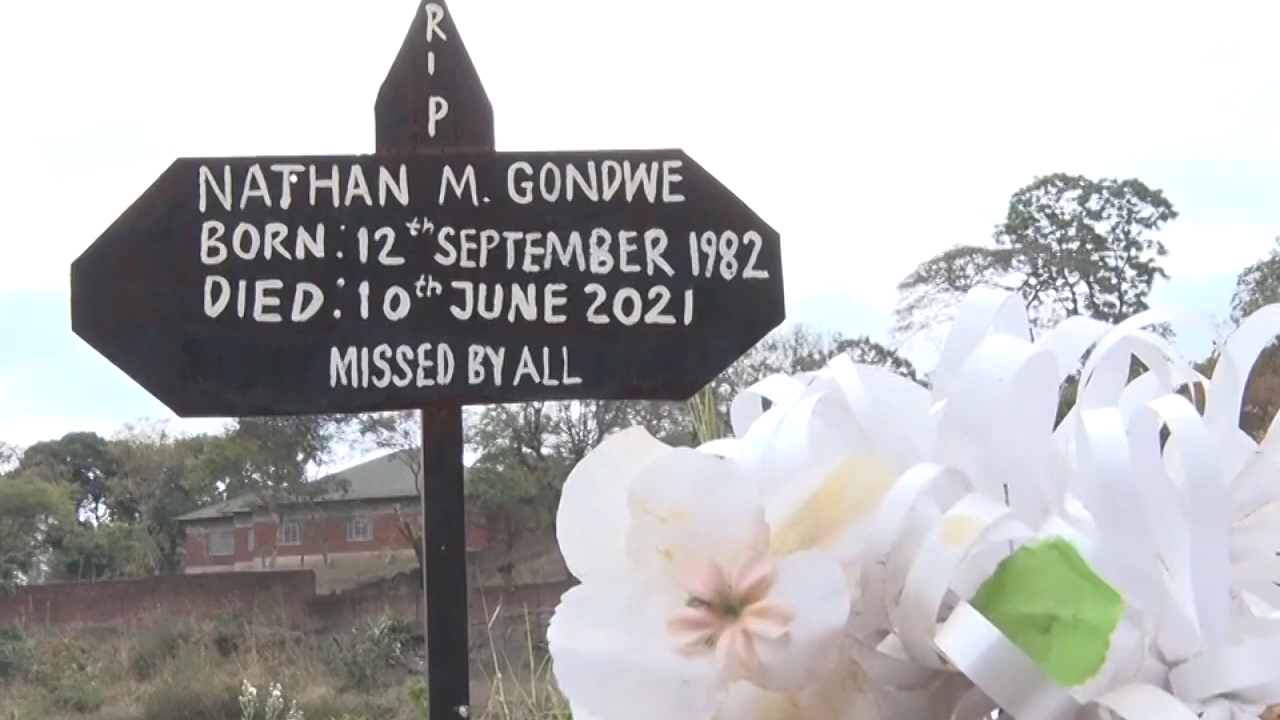 RIP
NATHAN M. GONDWE
BORN: 12th SEPTEMBER 1982
DIED: 10th JUNE 2021
MISSED BY ALL